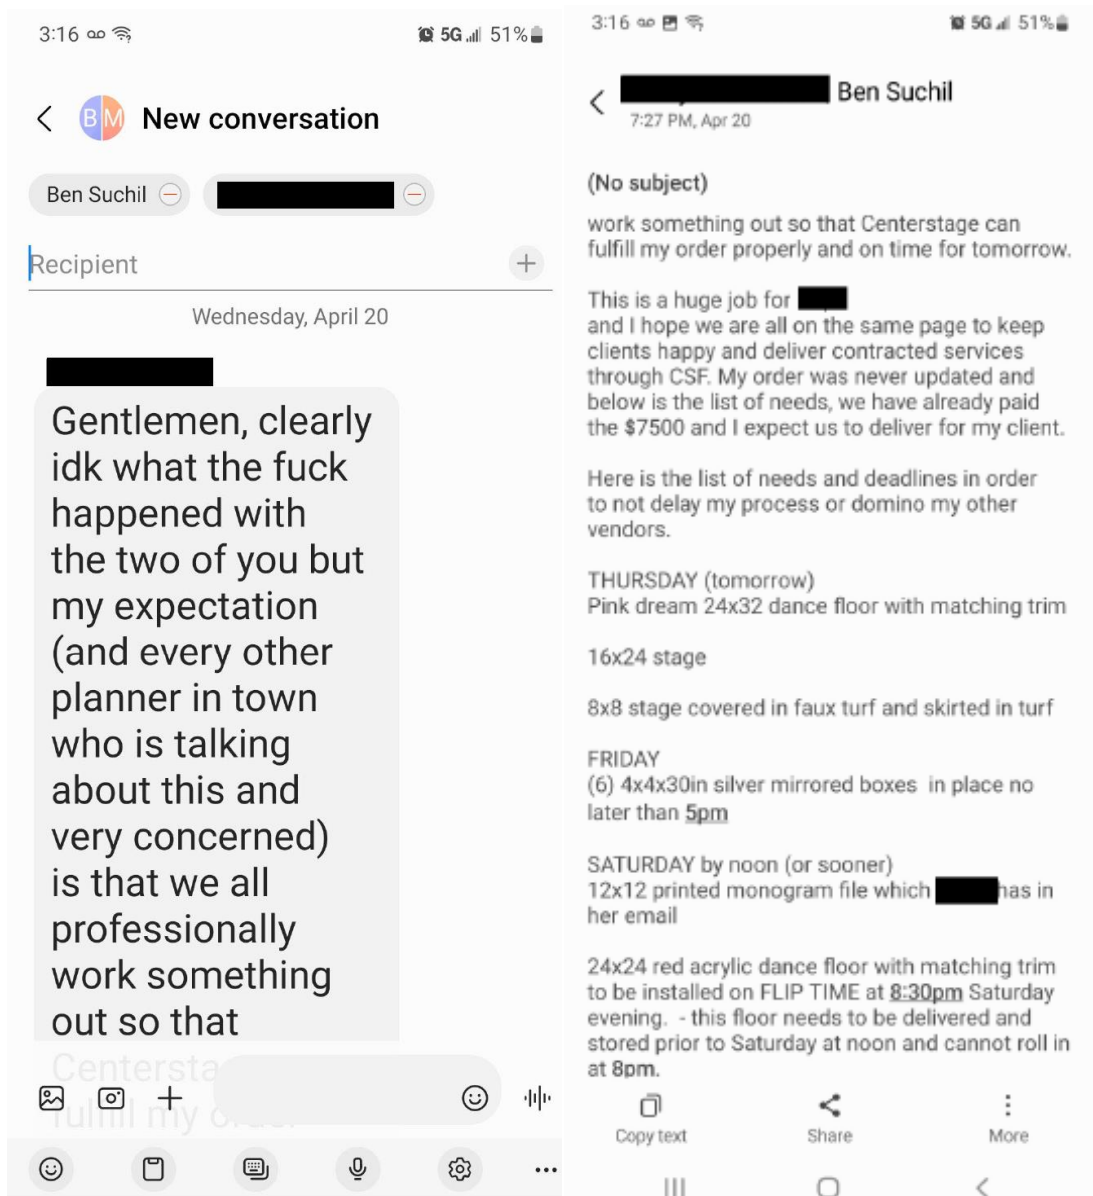 3:16
5G 51%
B M New conversation
Ben Suchil
Recipient
Wednesday, April 20
Gentlemen, clearly
idk what the fuck
happened with
the two of you but
my expectation
(and every other
planner in town
who is talking
about this and
very concerned)
is that we all
professionally
work something
out so that
Centersta
fulfill my order
3:16
5G 51%
Ben Suchil
7:27 PM, Apr 20
(No subject)
work something out so that Centerstage can
fulfill my order properly and on time for tomorrow.
This is a huge job for
and I hope we are all on the same page to keep
clients happy and deliver contracted services
through CSF. My order was never updated and
below is the list of needs, we have already paid
the $7500 and I expect us to deliver for my client.
Here is the list of needs and deadlines in order
to not delay my process or domino my other
vendors.
THURSDAY (tomorrow)
Pink dream 24x32 dance floor with matching trim
16x24 stage
8x8 stage covered in faux turf and skirted in turf
FRIDAY
(6) 4x4x30in silver mirrored boxes in place no
later than 5pm
SATURDAY by noon (or sooner)
12x12 printed monogram file which has in
her email
24x24 red acrylic dance floor with matching trim
to be installed on FLIP TIME at 8:30pm Saturday
evening. - this floor needs to be delivered and
stored prior to Saturday at noon and cannot roll in
at 8pm.
Copy text
Share
More